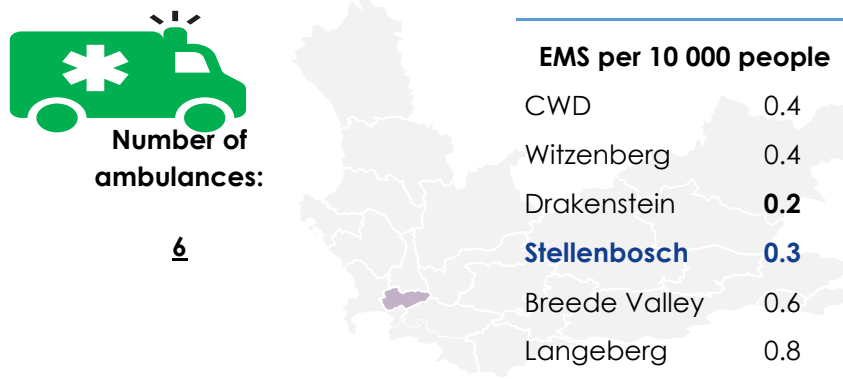 Number of
ambulances:
6
EMS per 10 000 people
CWD 0.4
Witzenberg 0.4
Drakenstein 0.2
Stellenbosch 0.3
Breede Valley 0.6
Langeberg 0.8